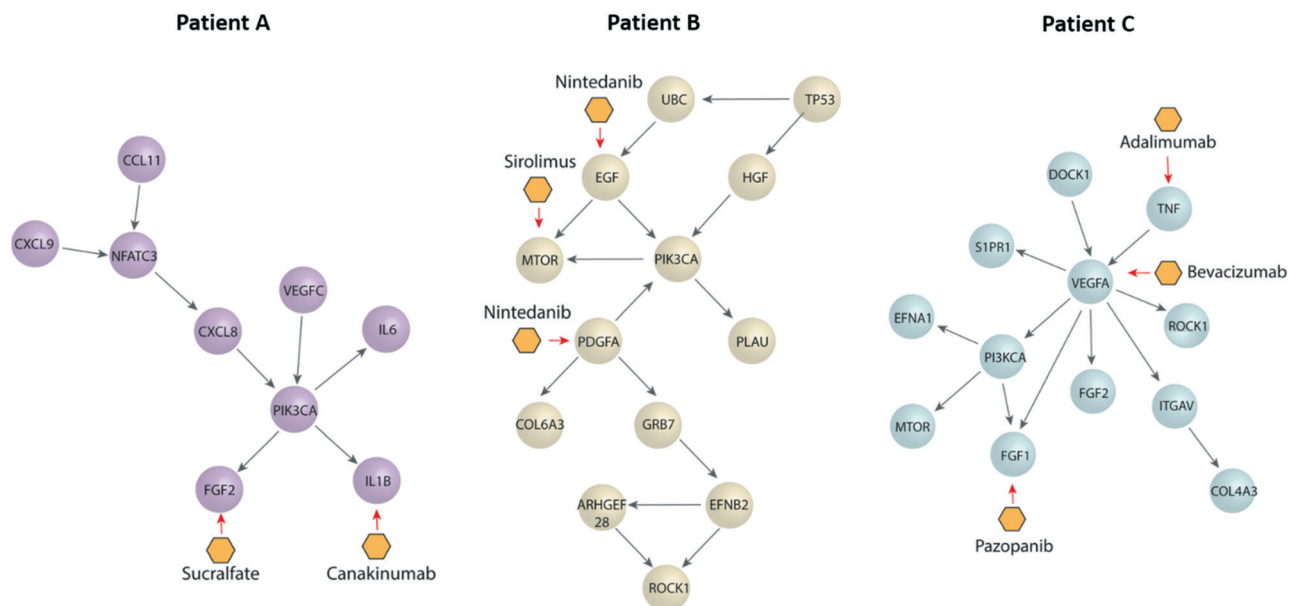 Patient A
CCL11
CXCL9
NFATC3
VEGFC
CXCL8
IL6
PIK3CA
FGF2
IL1B
Sucralfate
Canakinumab
Patient B
Nintedanib
UBC
TP53
Sirolimus
EGF
HGF
MTOR
PIK3CA
Nintedanib
PDGFA
PLAU
COL6A3
GRB7
ARHGEF
28
EFNB2
ROCK1
Patient C
Adalimumab
DOCK1
TNF
S1PR1
VEGFA
Bevacizumab
EFNA1
ROCK1
PI3KCA
FGF2
ITGAV
MTOR
FGF1
COL4A3
Pazopanib